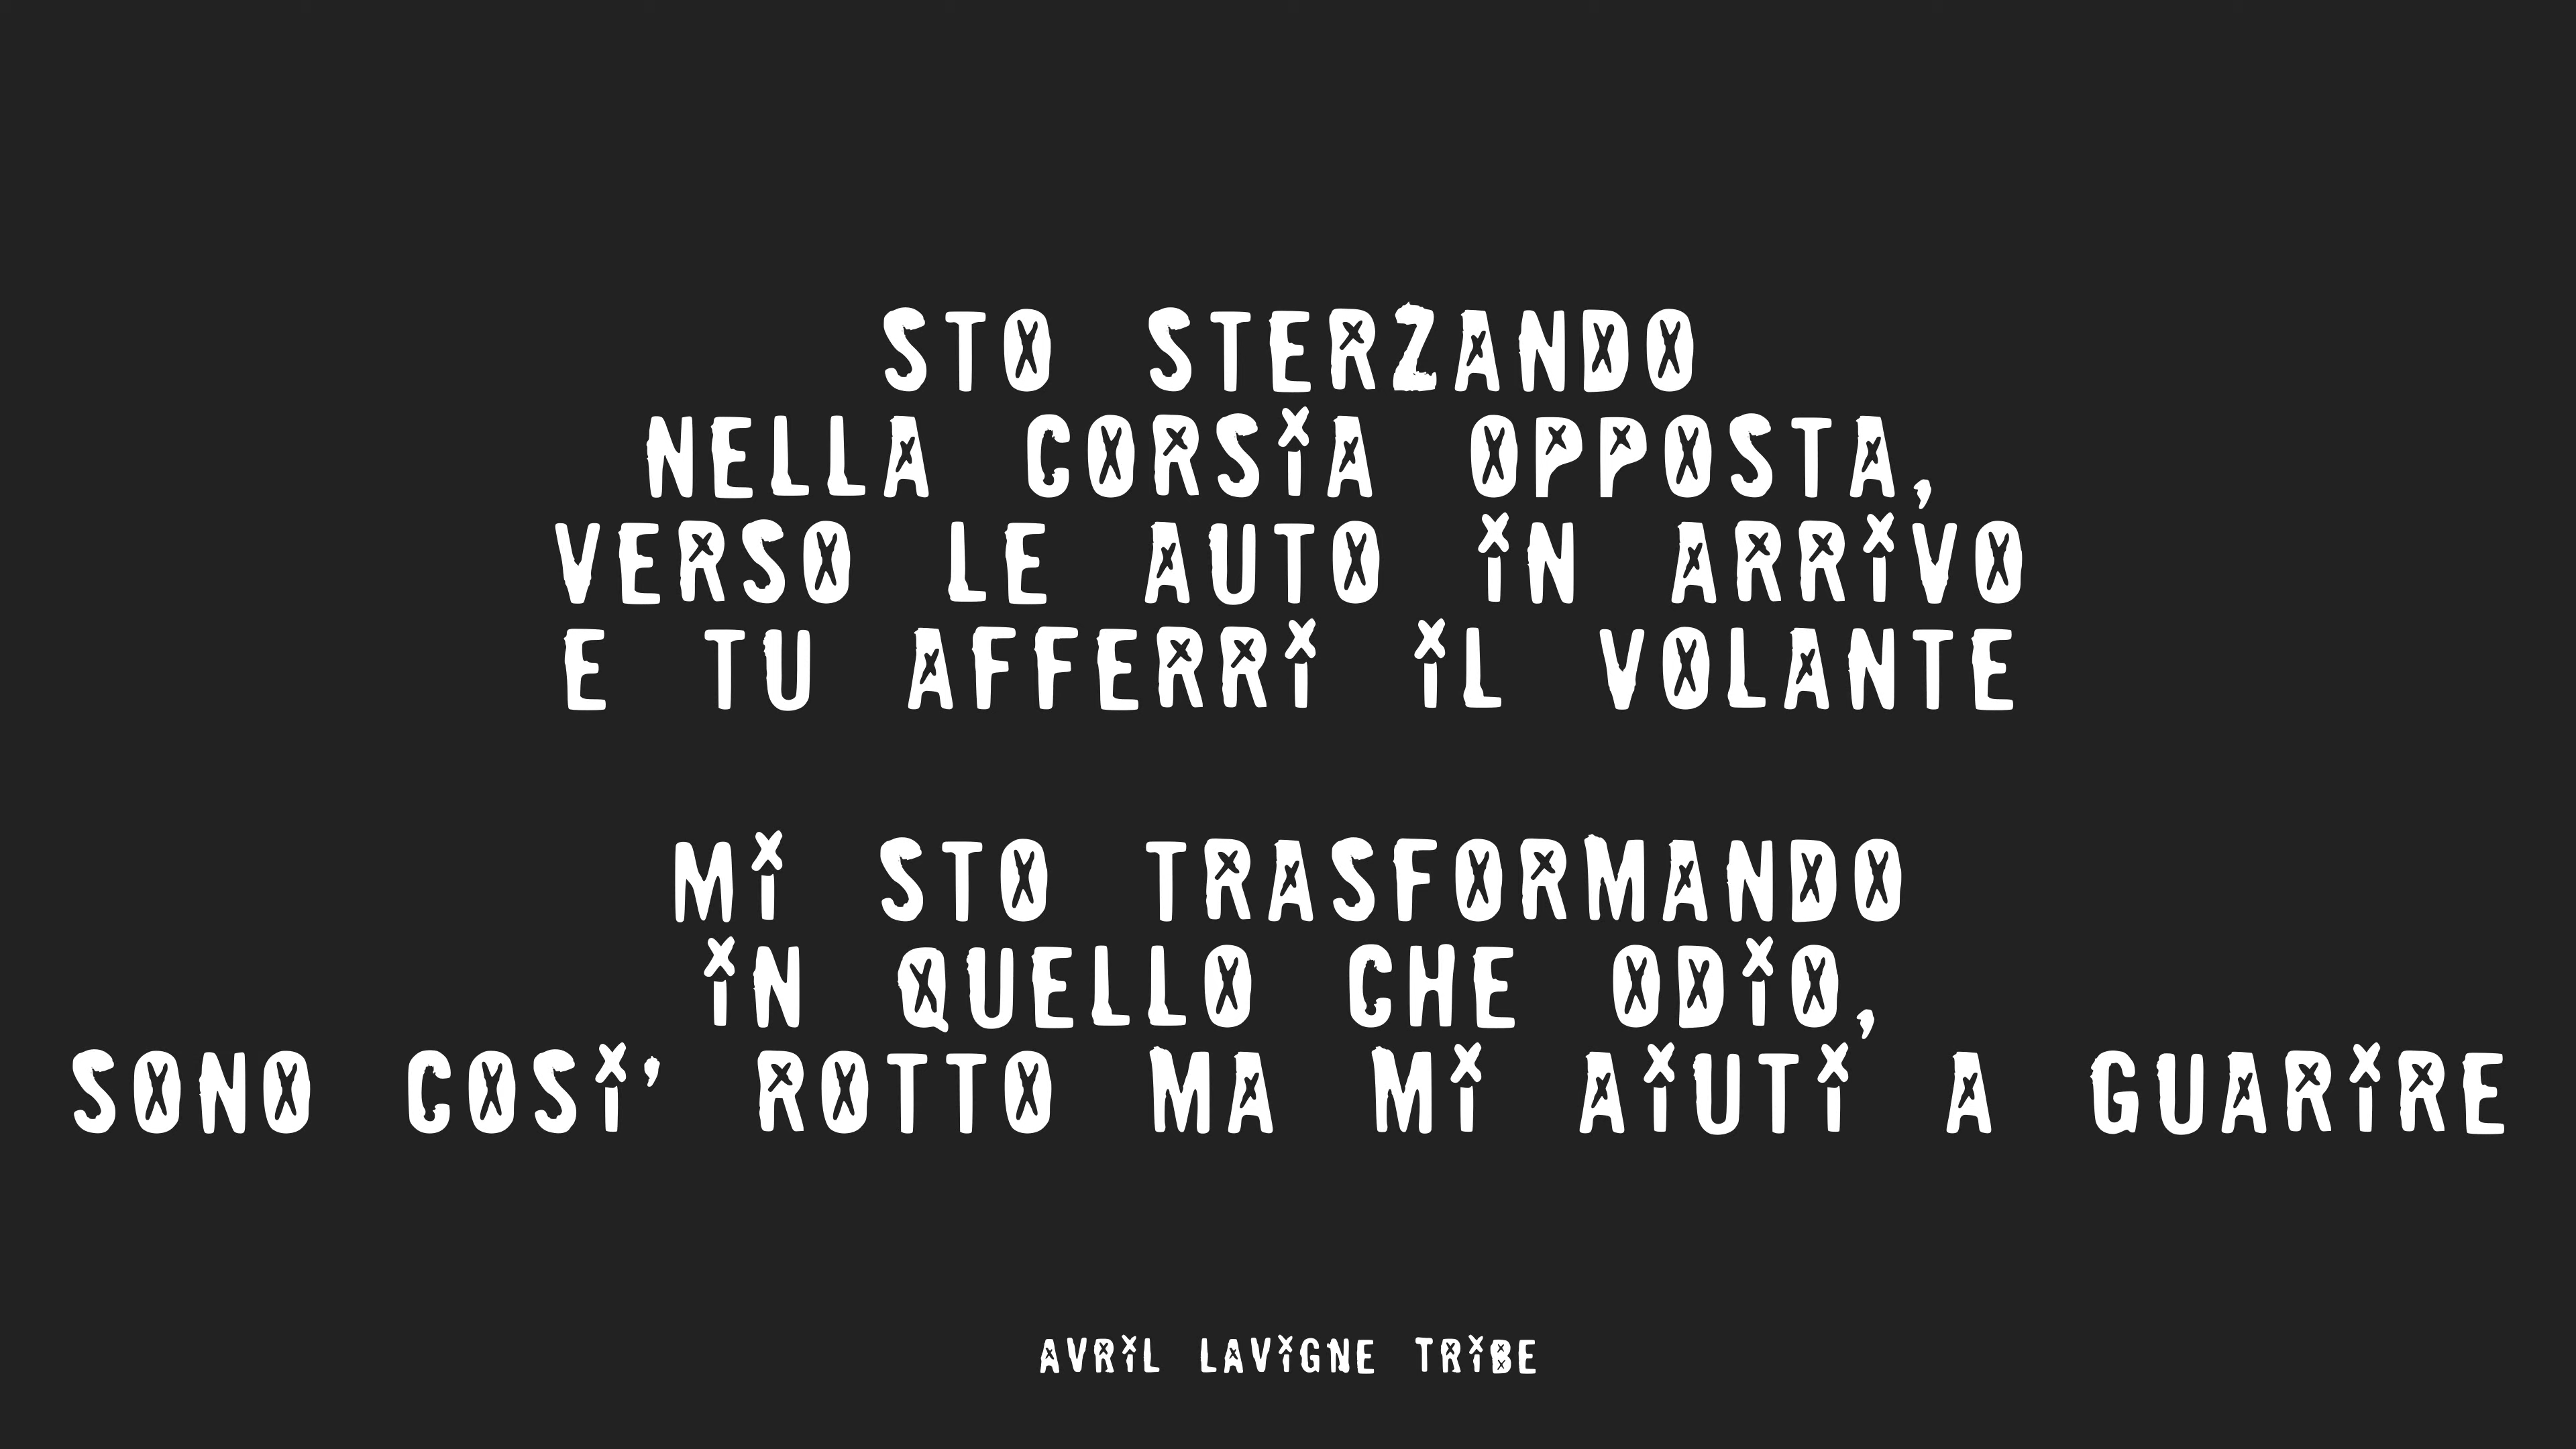 STO STERZANDO
NELLA CORSiA OPPOSTA,
VERSO LE AUTO iN ARRiVO
E TU AFFERRi iL VOLANTE
Mi STO TRASFORMANDO
iN QUELLO CHE ODiO,
SONO COSi' ROTTO MA Mi AiUTi A GUARiRE
AVRiL LAViGNE TRiBE